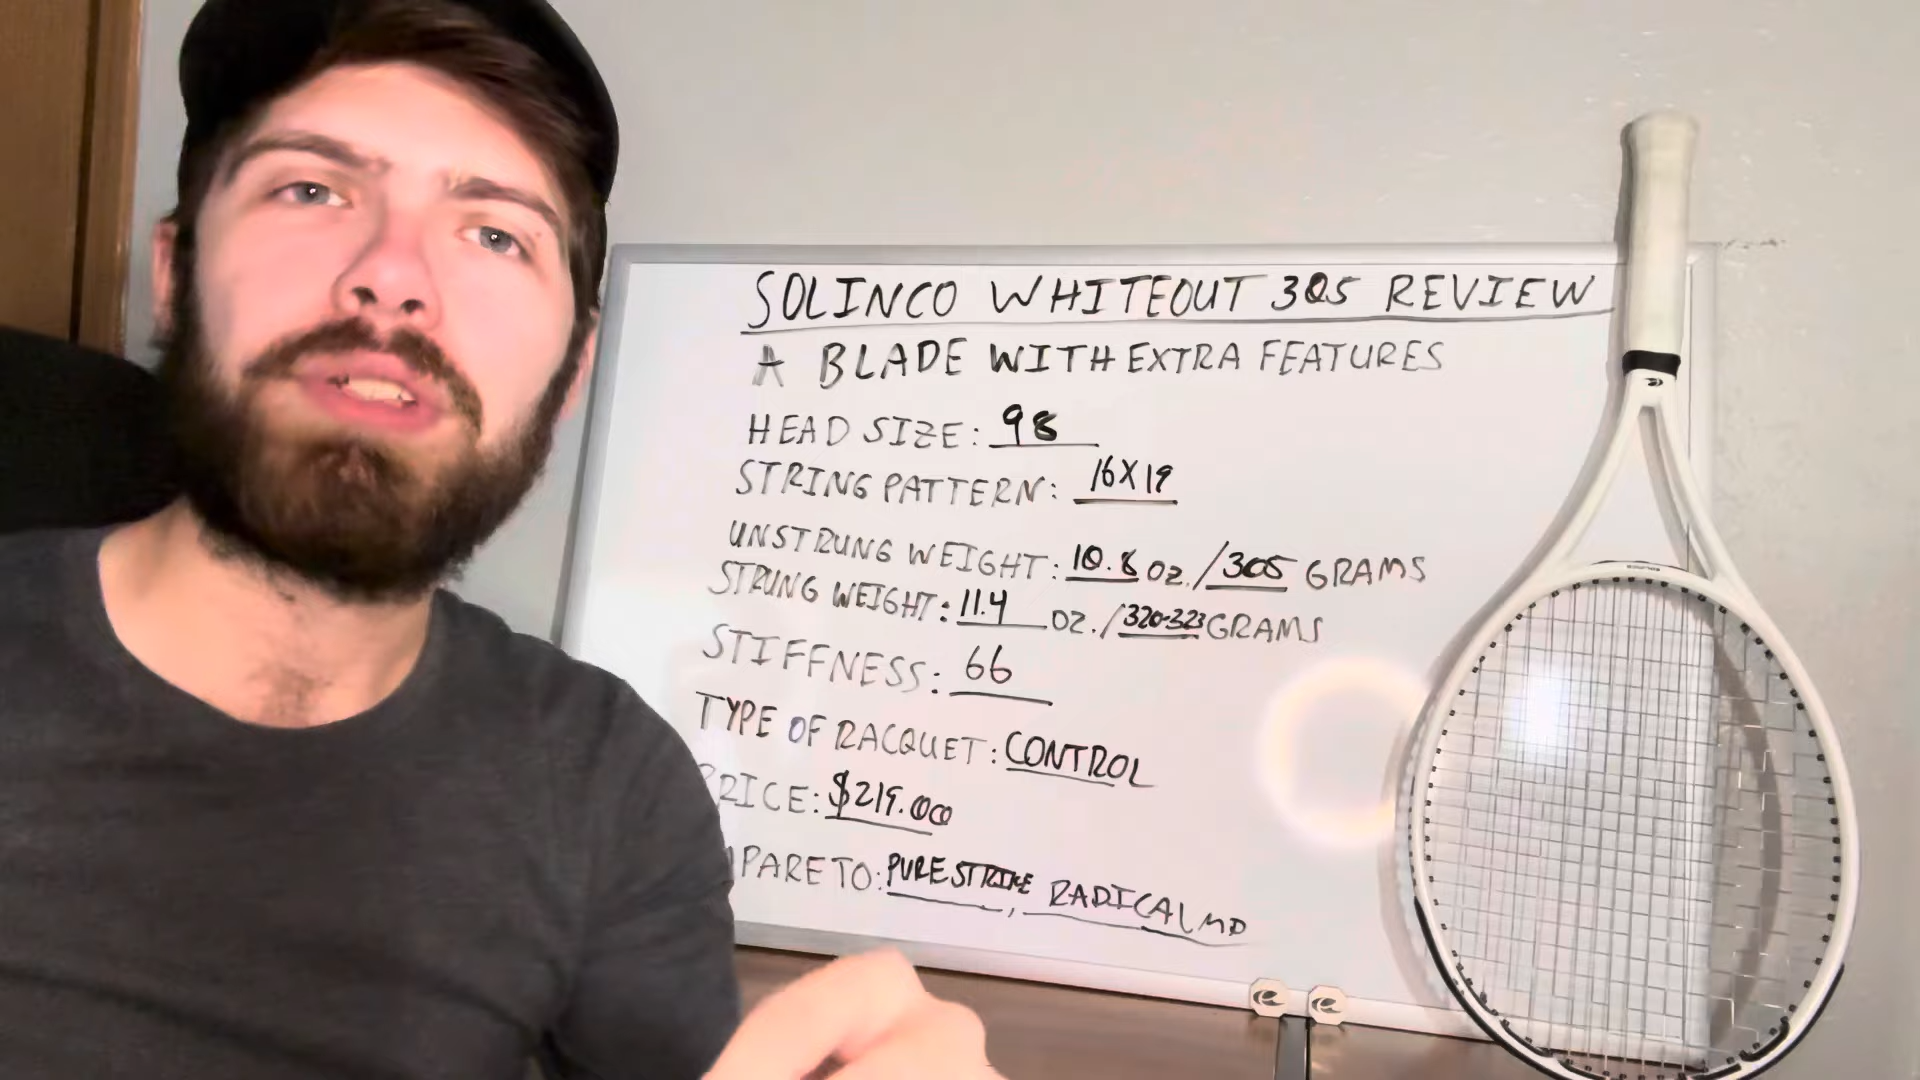 SOLINCO WHITEOUT 305 REVIEW
A BLADE WITH EXTRA FEATURES
HEAD SIZE: 98
STRING PATTERN: 16X19
UNSTRUNG WEIGHT: 10.8 OZ. / 305 GRAMS
STRUNG WEIGHT: 11.4 OZ. / 320-323 GRAMS
STIFFNESS: 66
TYPE OF RACQUET: CONTROL
PRICE: $219.00
MPARE TO: PURE STRIKE, RADICAL MP